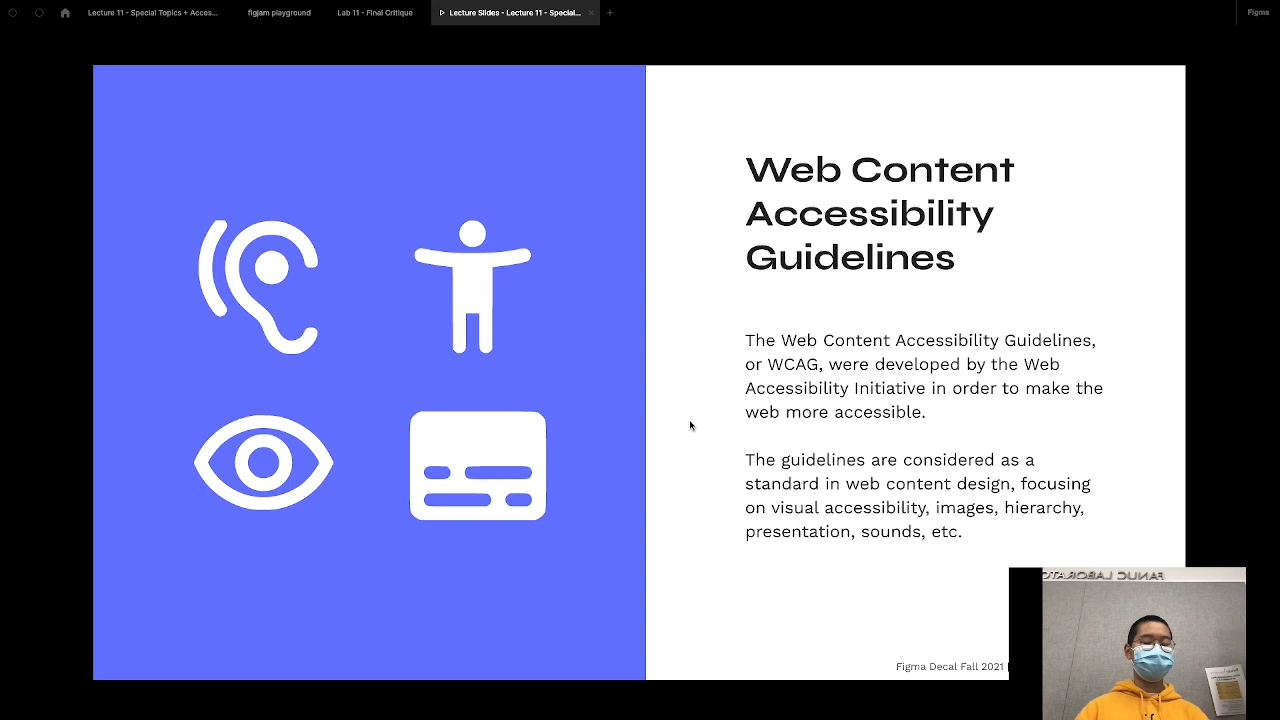 Lecture 11 - Special Topics + Acces...
figjam playground
Lab 11 - Final Critique
Lecture Slides - Lecture 11 - Special...
Figma
Web Content
Accessibility
Guidelines
The Web Content Accessibility Guidelines,
or WCAG, were developed by the Web
Accessibility Initiative in order to make the
web more accessible.
The guidelines are considered as a
standard in web content design, focusing
on visual accessibility, images, hierarchy,
presentation, sounds, etc.
Figma Decal Fall 2021
FANUC LABORATO